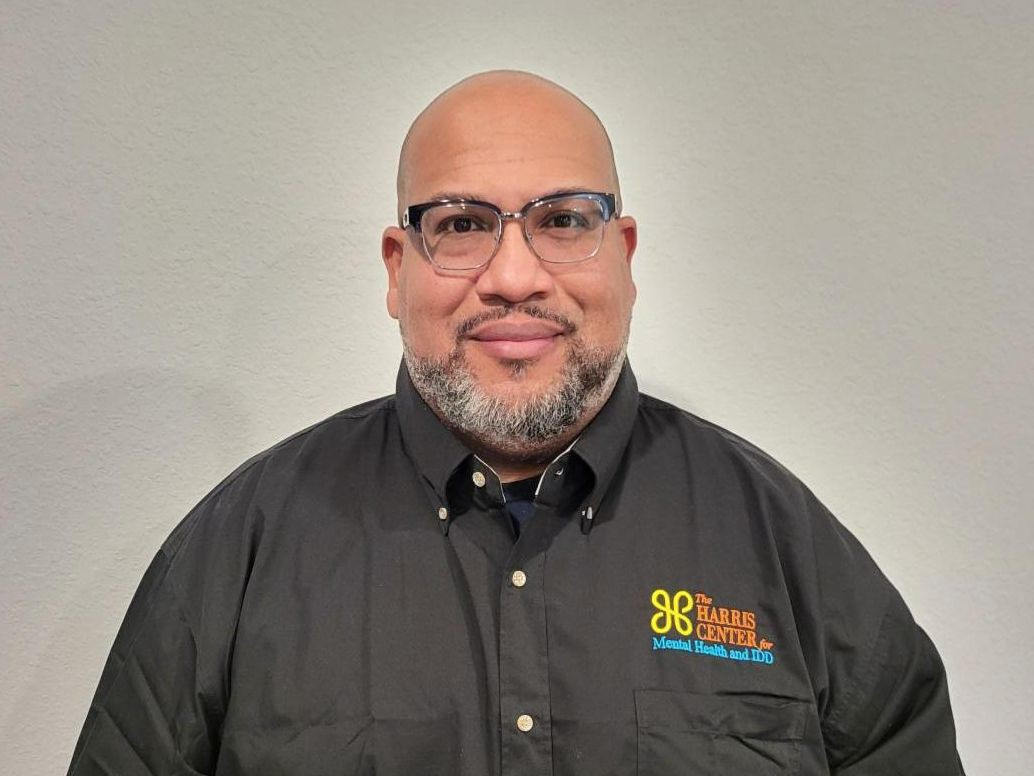 The
HARRIS
CENTER for
Mental Health and IDD